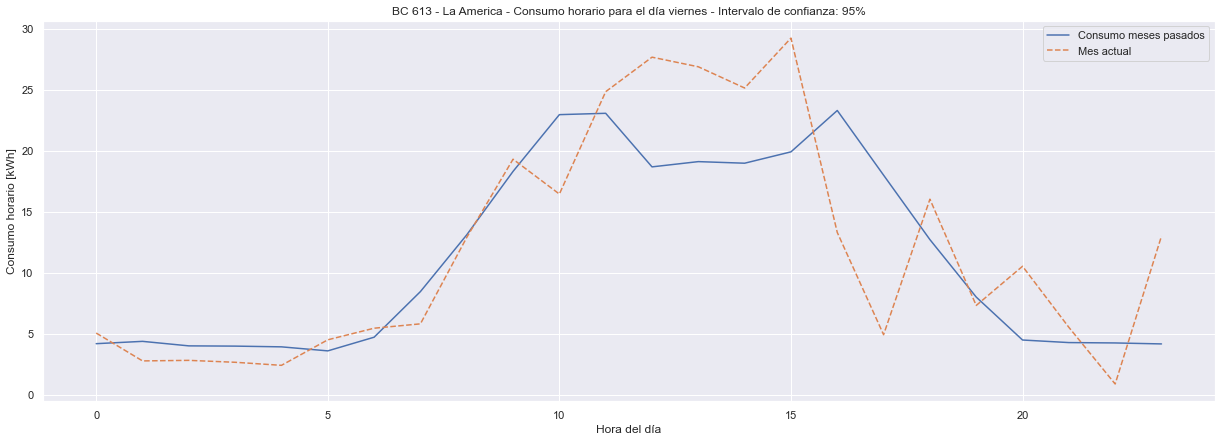 BC 613 - La America - Consumo horario para el día viernes - Intervalo de confianza: 95%
Consumo meses pasados
Mes actual
Consumo horario [kWh]
30
25
20
15
10
5
0
0
5
10
15
20
Hora del día